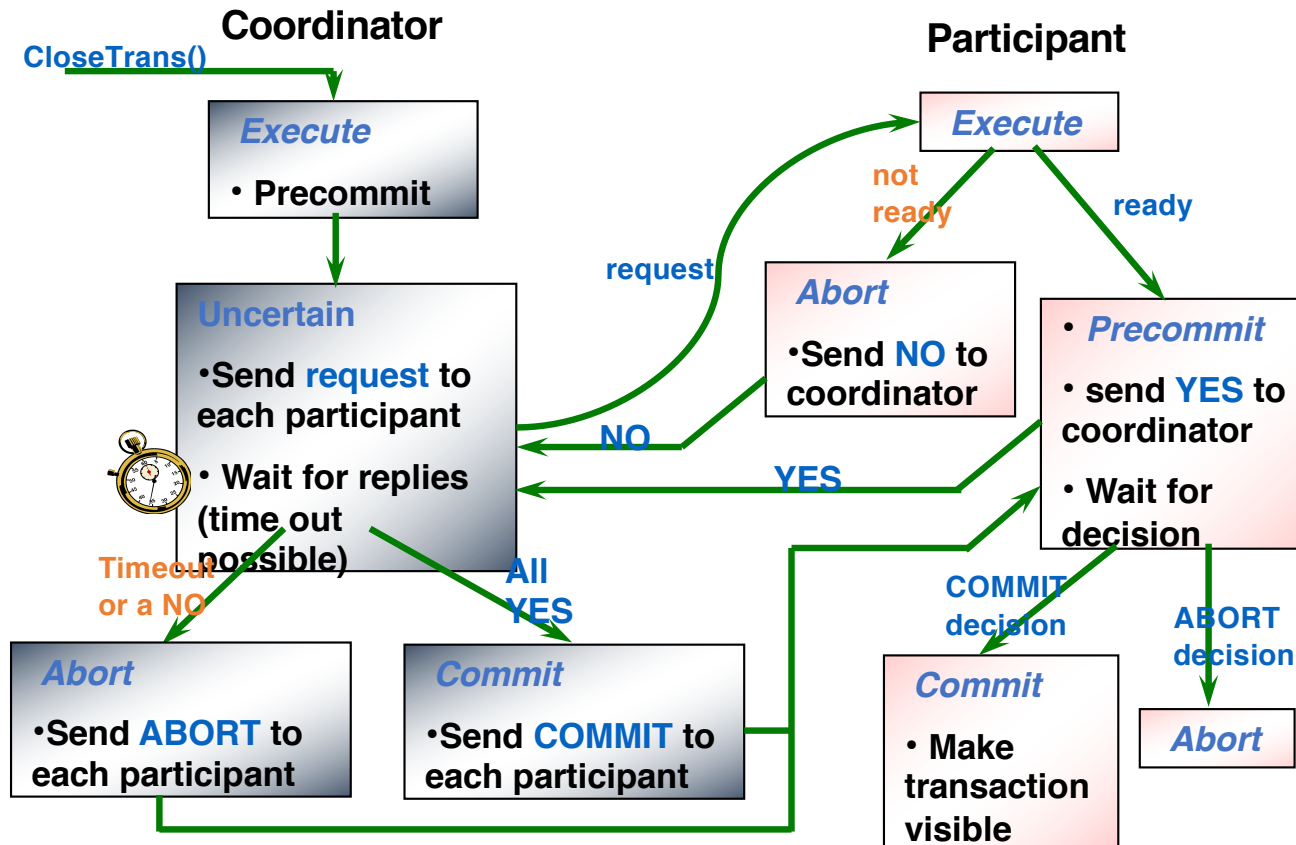 Coordinator
CloseTrans()
Execute
• Precommit
Uncertain
•Send request to
each participant
• Wait for replies
(time out
possible)
Timeout
or a NO
All
YES
Abort
•Send ABORT to
each participant
Commit
•Send COMMIT to
each participant
request
NO
YES
Participant
Execute
not
ready
ready
Abort
•Send NO to
coordinator
• Precommit
• send YES to
coordinator
• Wait for
decision
COMMIT
decision
ABORT
decision
Commit
• Make
transaction
visible
Abort